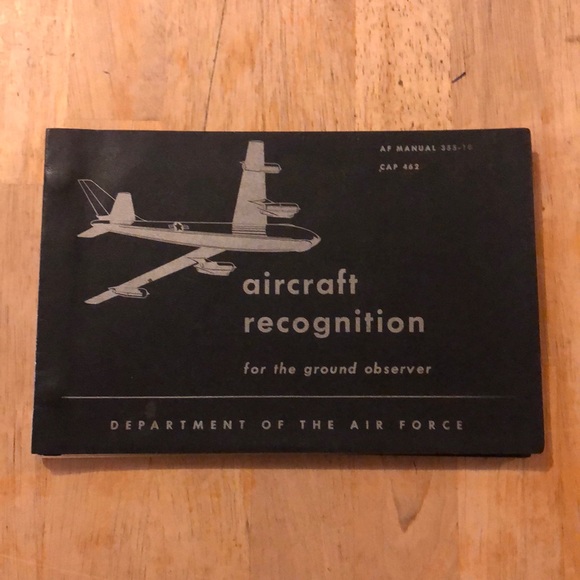 AF MANUAL 355-10
CAP 462
aircraft
recognition
for the ground observer
DEPARTMENT OF THE AIR FORCE